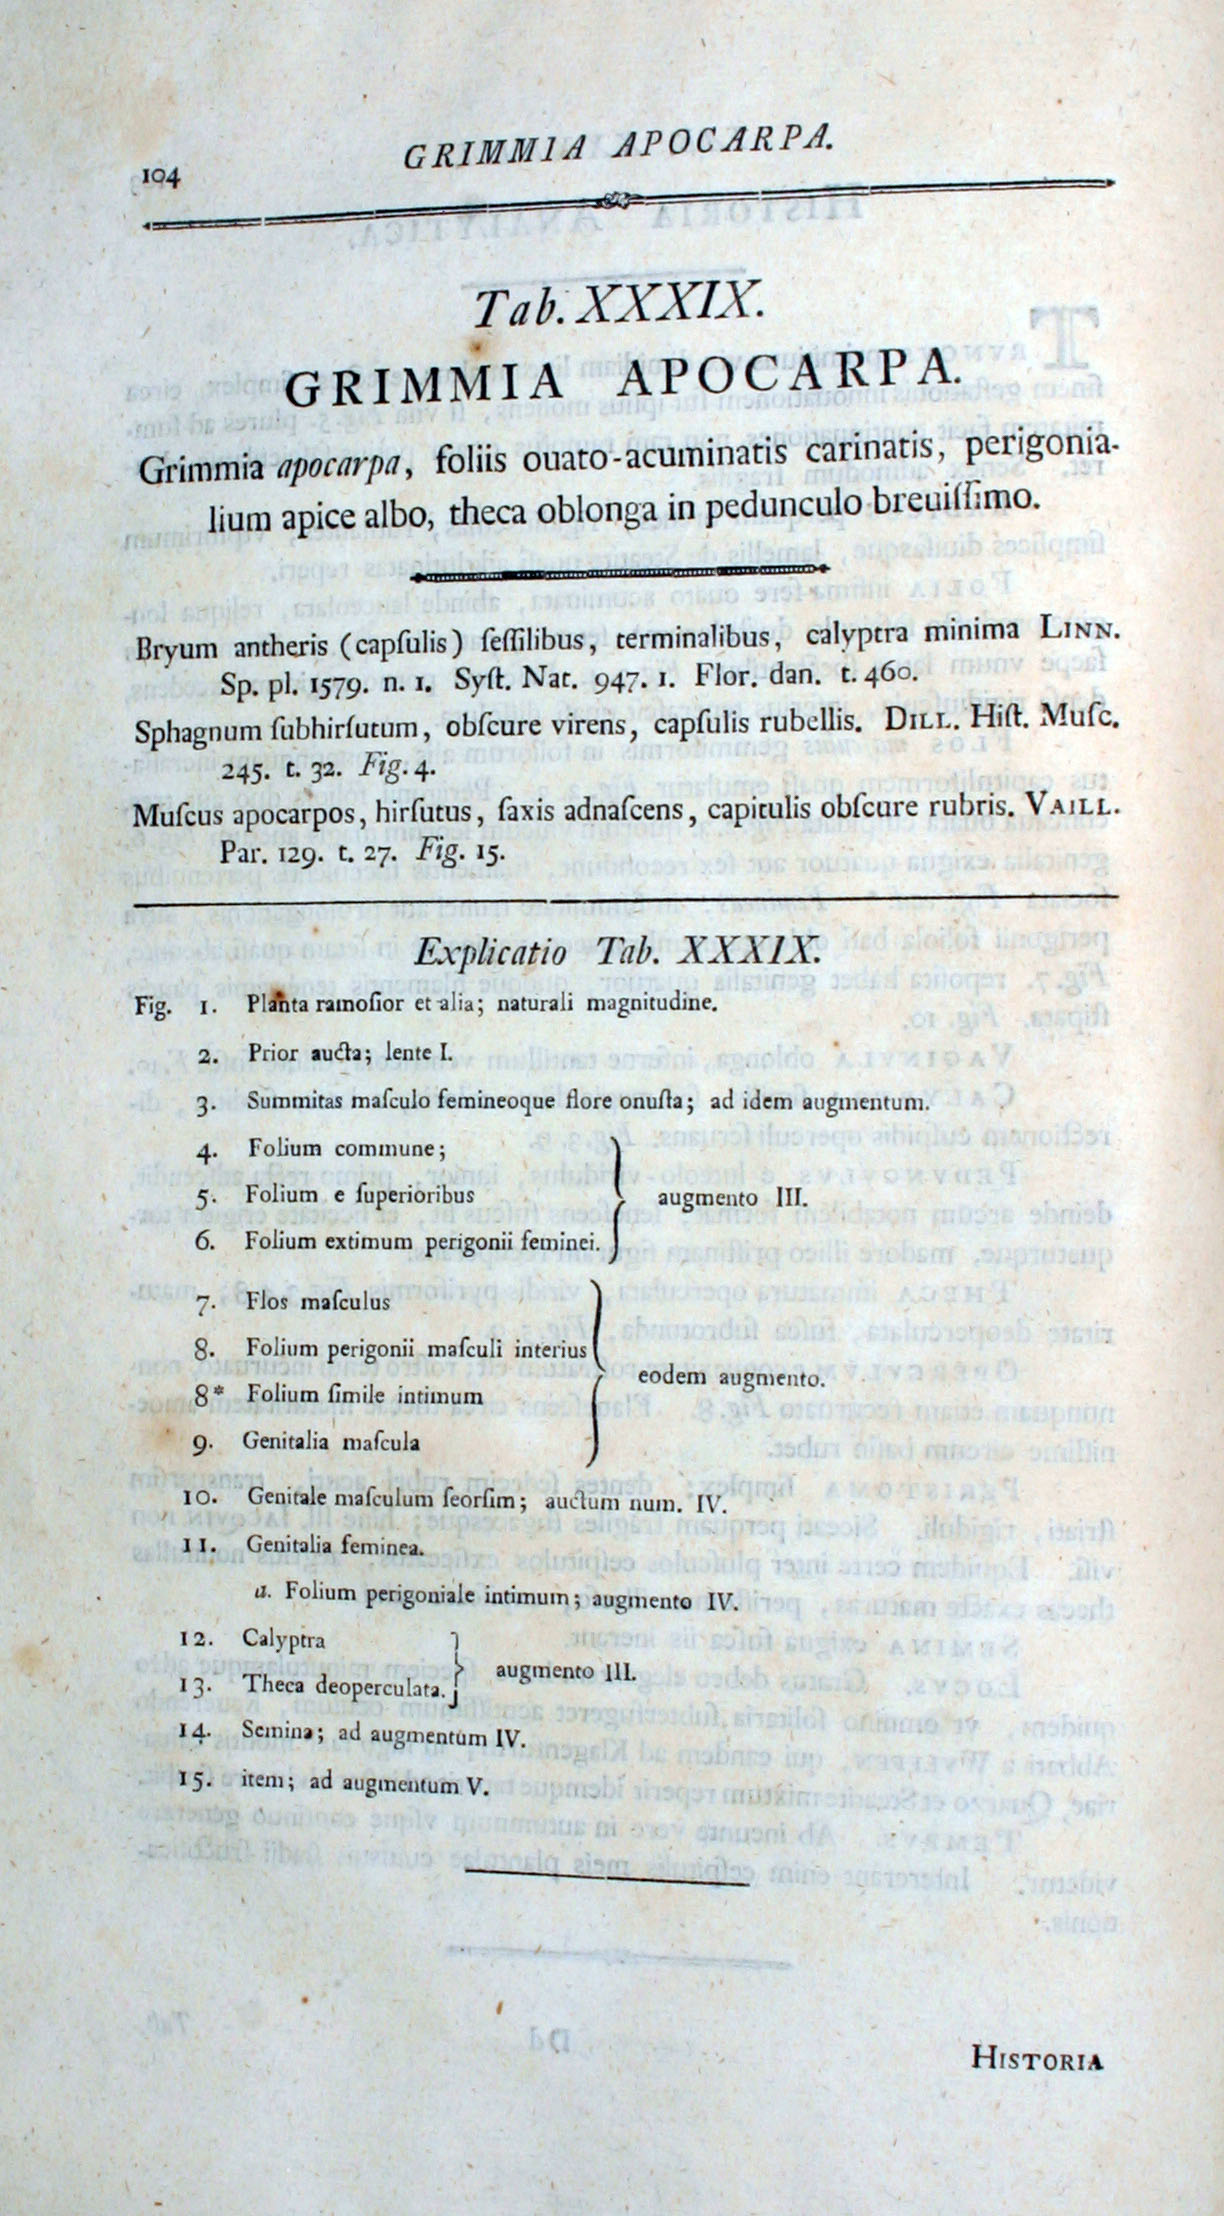 104
GRIMMIA APOCARPA.
Tab. XXXIX.
GRIMMIA APOCARPA.
Grimmia apocarpa, foliis ouato-acuminatis carinatis, perigonia-
lium apice albo, theca oblonga in pedunculo breuiſſimo.
Bryum antheris (capſulis) ſeſſilibus, terminalibus, calyptra minima LINN.
Sp. pl. 1579. n. 1. Syſt. Nat. 947. 1. Flor. dan. t. 460.
Sphagnum ſubhirſutum, obſcure virens, capſulis rubellis. DILL. Hiſt. Muſc.
245. t. 32. Fig. 4.
Muſcus apocarpos, hirſutus, ſaxis adnaſcens, capitulis obſcure rubris. VAILL.
Par. 129. t. 27. Fig. 15.
Explicatio Tab. XXXIX.
Fig. 1. Planta ramoſior et alia; naturali magnitudine.
2. Prior aucta; lente I.
3. Summitas maſculo femineoque flore onuſta; ad idem augmentum.
4. Folium commune;
5. Folium e ſuperioribus
augmento III.
6. Folium extimum perigonii feminei.
7. Flos maſculus
8. Folium perigonii maſculi interius
eodem augmento.
8* Folium ſimile intimum
9. Genitalia maſcula
10. Genitale maſculum ſeorſim; auctum num. IV.
11. Genitalia feminea.
a. Folium perigoniale intimum; augmento IV.
12. Calyptra
augmento III.
13. Theca deoperculata.
14. Semina; ad augmentum IV.
15. item; ad augmentum V.
HISTORIA